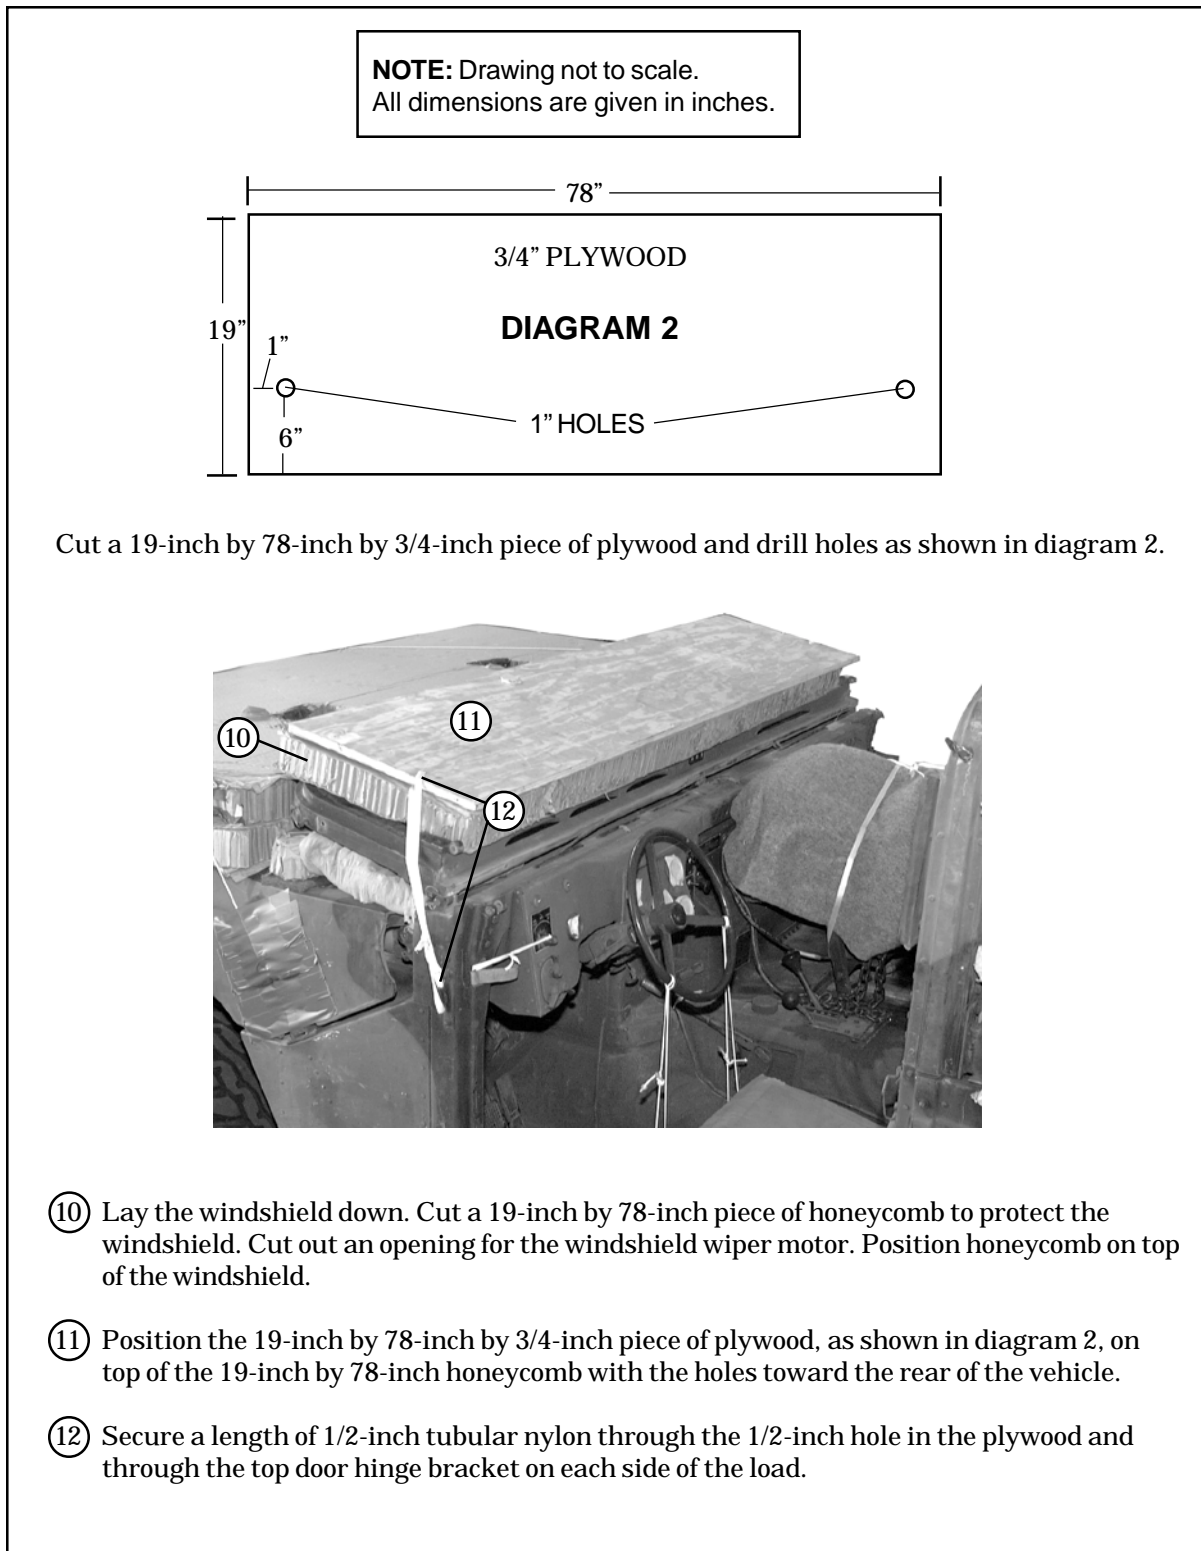 NOTE: Drawing not to scale.
All dimensions are given in inches.
78”
3/4” PLYWOOD
DIAGRAM 2
19”
1”
1” HOLES
6”
Cut a 19-inch by 78-inch by 3/4-inch piece of plywood and drill holes as shown in diagram 2.
11
10
12
10 Lay the windshield down. Cut a 19-inch by 78-inch piece of honeycomb to protect the
windshield. Cut out an opening for the windshield wiper motor. Position honeycomb on top
of the windshield.
11 Position the 19-inch by 78-inch by 3/4-inch piece of plywood, as shown in diagram 2, on
top of the 19-inch by 78-inch honeycomb with the holes toward the rear of the vehicle.
12 Secure a length of 1/2-inch tubular nylon through the 1/2-inch hole in the plywood and
through the top door hinge bracket on each side of the load.